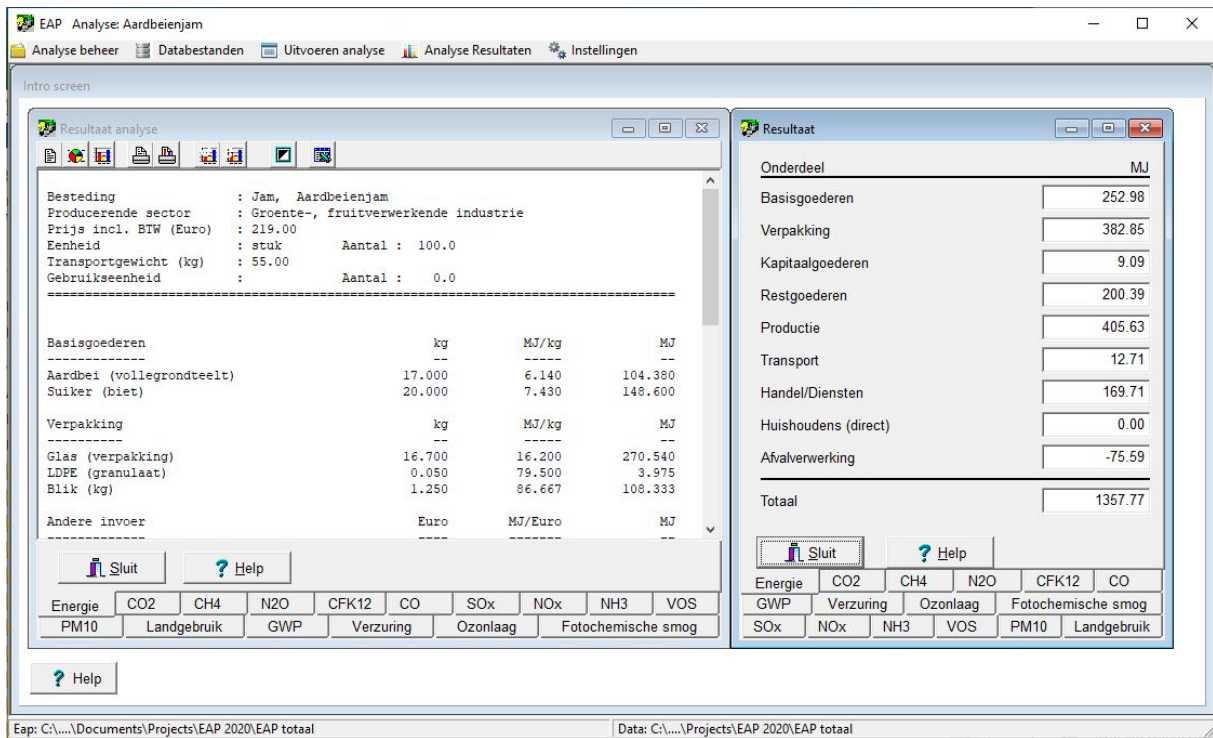 EAP Analyse: Aardbeienjam
Analyse beheer Databestanden Uitvoeren analyse Analyse Resultaten Instellingen
Intro screen
Resultaat analyse
Besteding : Jam, Aardbeienjam
Producerende sector : Groente-, fruitverwerkende industrie
Prijs incl. BTW (Euro) : 219.00
Eenheid : stuk Aantal : 100.0
Transportgewicht (kg) : 55.00
Gebruikseenheid : Aantal : 0.0
================================================================================
Basisgoederen kg MJ/kg MJ
------------- -- ----- --
Aardbei (vollegrondteelt) 17.000 6.140 104.380
Suiker (biet) 20.000 7.430 148.600
Verpakking kg MJ/kg MJ
---------- -- ----- --
Glas (verpakking) 16.700 16.200 270.540
LDPE (granulaat) 0.050 79.500 3.975
Blik (kg) 1.250 86.667 108.333
Andere invoer Euro MJ/Euro MJ
------------- ---- ------- --
Sluit ? Help
Energie CO2 CH4 N2O CFK12 CO SOx NOx NH3 VOS
PM10 Landgebruik GWP Verzuring Ozonlaag Fotochemische smog
Resultaat
Onderdeel MJ
Basisgoederen 252.98
Verpakking 382.85
Kapitaalgoederen 9.09
Restgoederen 200.39
Productie 405.63
Transport 12.71
Handel/Diensten 169.71
Huishoudens (direct) 0.00
Afvalverwerking -75.59
Totaal 1357.77
Sluit ? Help
Energie CO2 CH4 N2O CFK12 CO
GWP Verzuring Ozonlaag Fotochemische smog
SOx NOx NH3 VOS PM10 Landgebruik
? Help
Eap: C:\....\Documents\Projects\EAP 2020\EAP totaal Data: C:\....\Projects\EAP 2020\EAP totaal